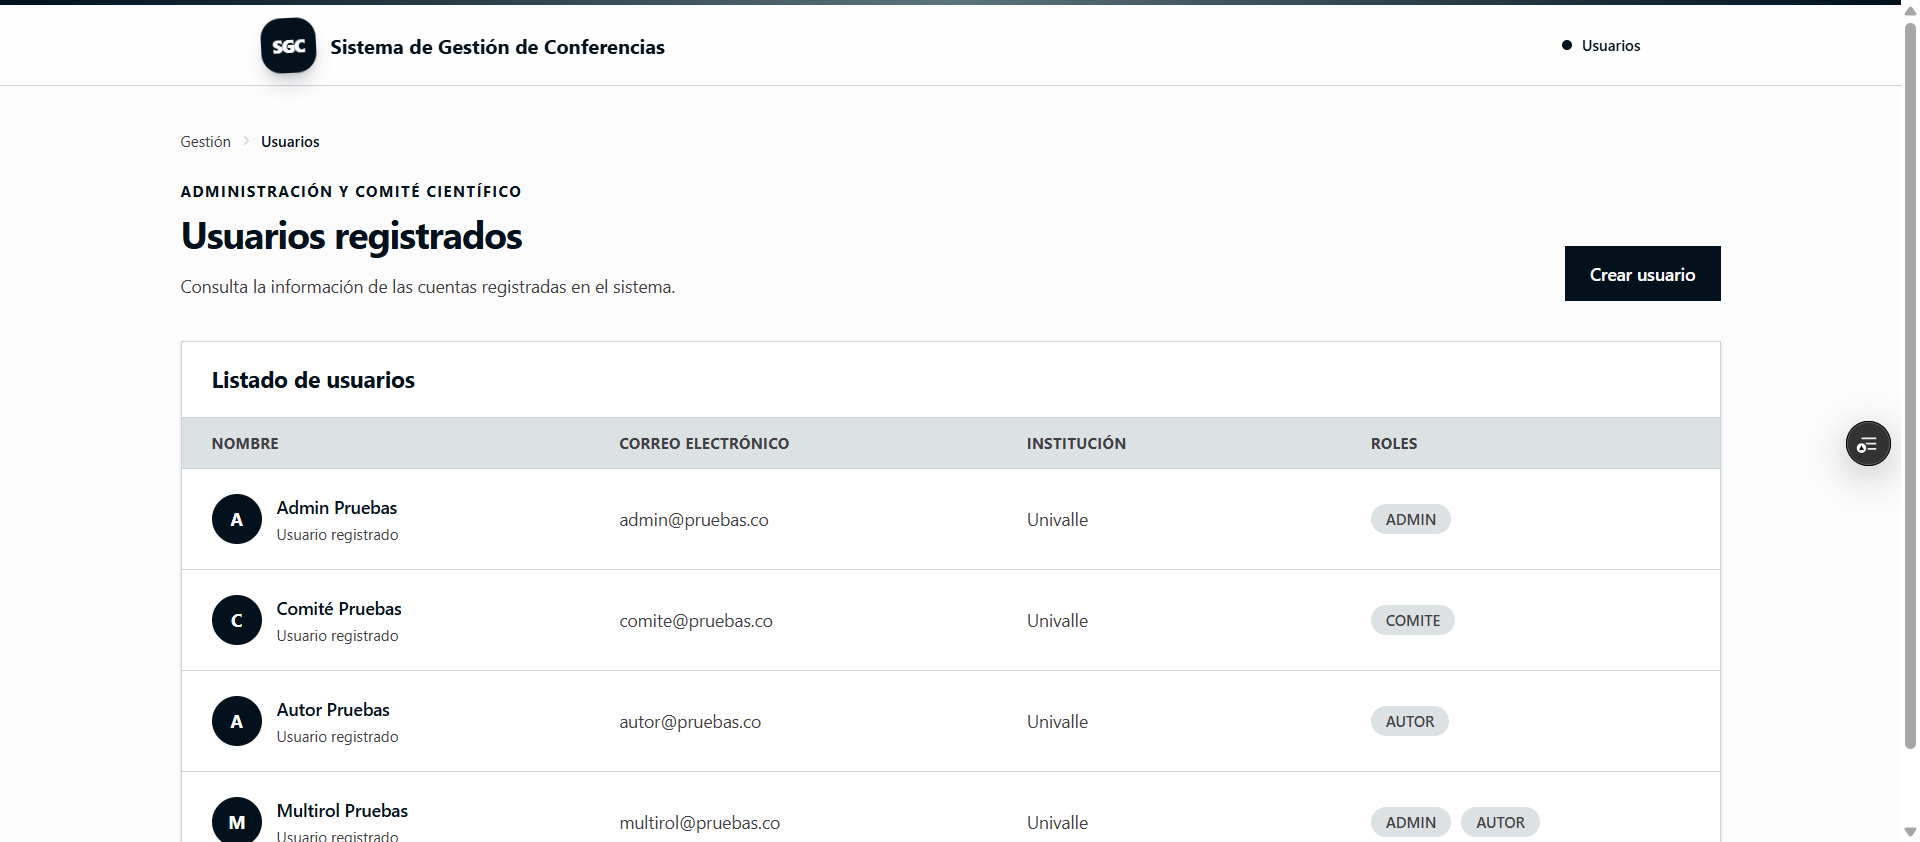 SGC Sistema de Gestión de Conferencias
Usuarios
Gestión > Usuarios
ADMINISTRACIÓN Y COMITÉ CIENTÍFICO
Usuarios registrados
Consulta la información de las cuentas registradas en el sistema.
Crear usuario
Listado de usuarios
NOMBRE CORREO ELECTRÓNICO INSTITUCIÓN ROLES
A Admin Pruebas admin@pruebas.co Univalle ADMIN
Usuario registrado
C Comité Pruebas comite@pruebas.co Univalle COMITE
Usuario registrado
A Autor Pruebas autor@pruebas.co Univalle AUTOR
Usuario registrado
M Multirol Pruebas multirol@pruebas.co Univalle ADMIN AUTOR
Usuario registrado